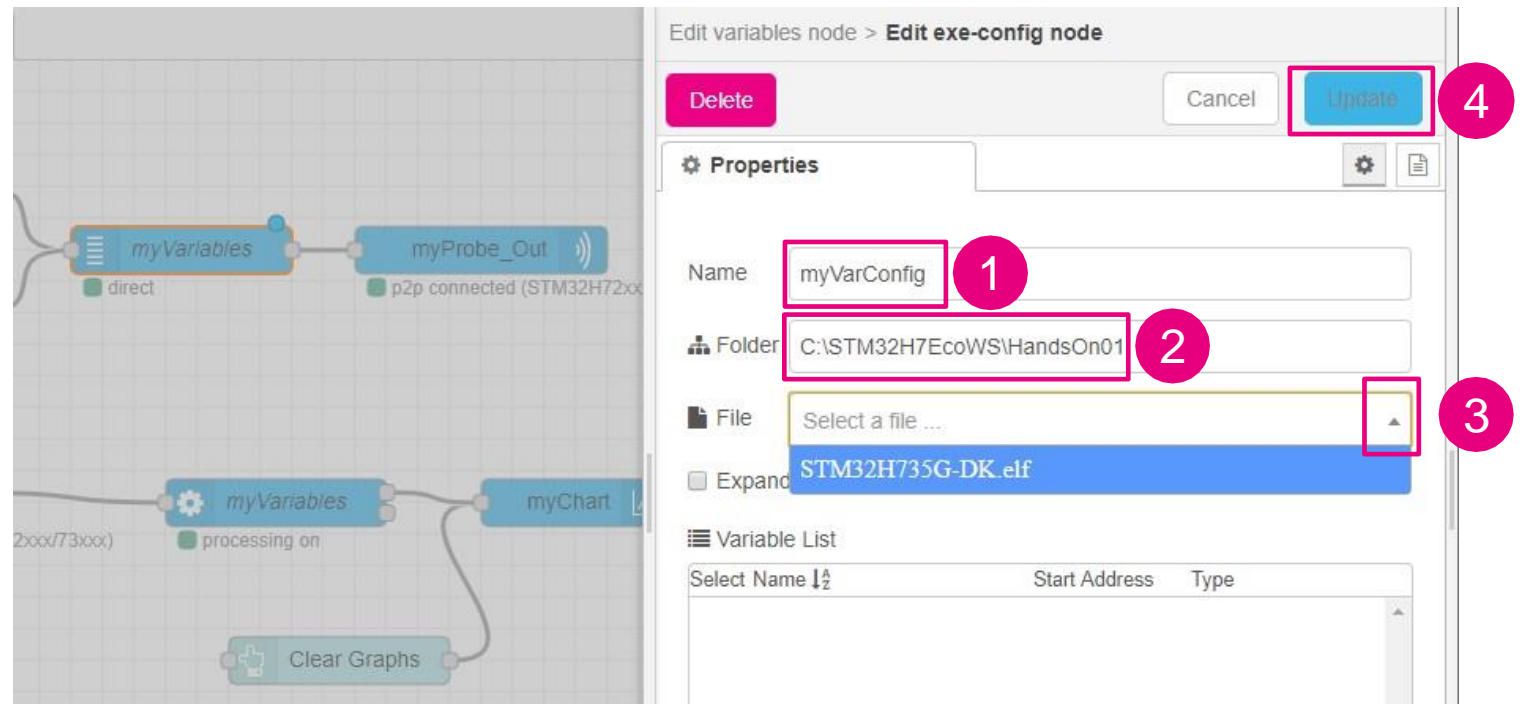 Edit variables node > Edit exe-config node
Delete
Cancel
Update
4
Properties
myVariables
myProbe_Out
direct
p2p connected (STM32H72xx
Name
myVarConfig
1
Folder
C:\STM32H7EcoWS\HandsOn01
2
File
Select a file ...
3
STM32H735G-DK.elf
Expand
myVariables
myChart
2xxx/73xxx)
processing on
Variable List
Select Name
Start Address
Type
Clear Graphs